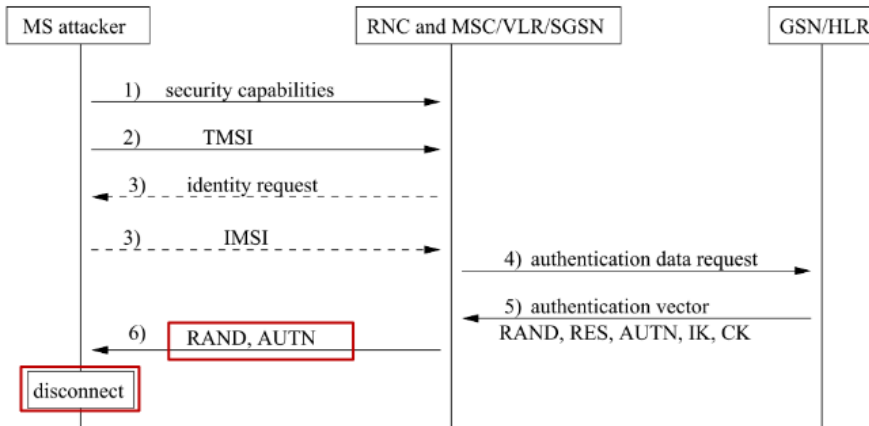 MS attacker
RNC and MSC/VLR/SGSN
GSN/HLR
1) security capabilities
2) TMSI
3) identity request
3) IMSI
4) authentication data request
5) authentication vector
RAND, RES, AUTN, IK, CK
6) RAND, AUTN
disconnect